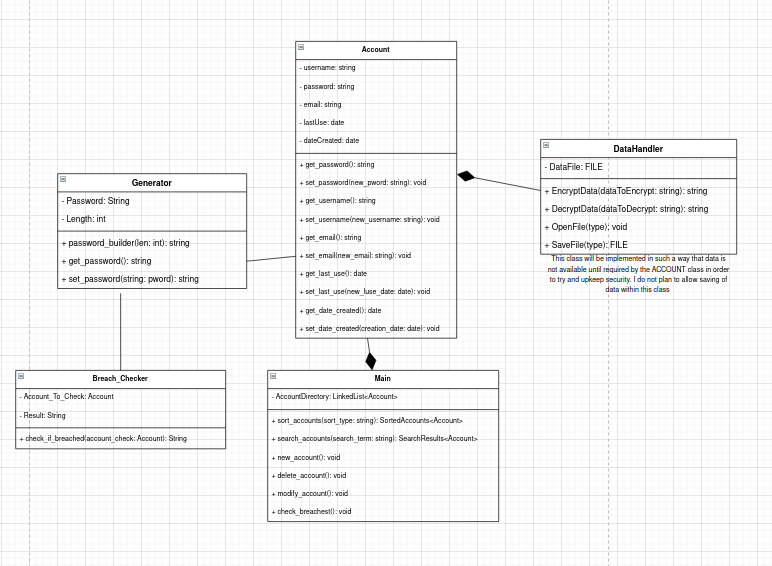 Account
- username: string
- password: string
- email: string
- lastUse: date
- dateCreated: date
+ get_password(): string
+ set_password(new_pword: string): void
+ get_username(): string
+ set_username(new_username: string): void
+ get_email(): string
+ set_email(new_email: string): void
+ get_last_use(): date
+ set_last_use(new_luse_date: date): void
+ get_date_created(): date
+ set_date_created(creation_date: date): void
DataHandler
- DataFile: FILE
+ EncryptData(dataToEncrypt: string): string
+ DecryptData(dataToDecrypt: string): string
+ OpenFile(type): void
+ SaveFile(type): FILE
This class will be implemented in such a way that data is
not available until required by the ACCOUNT class in order
to try and upkeep security. I do not plan to allow saving of
data within this class
Generator
- Password: String
- Length: int
+ password_builder(len: int): string
+ get_password(): string
+ set_password(string: pword): string
Breach_Checker
- Account_To_Check: Account
- Result: String
+ check_if_breached(account_check: Account): String
Main
- AccountDirectory: LinkedList<Account>
+ sort_accounts(sort_type: string): SortedAccounts<Account>
+ search_accounts(search_term: string): SearchResults<Account>
+ new_account(): void
+ delete_account(): void
+ modify_account(): void
+ check_breachest(): void